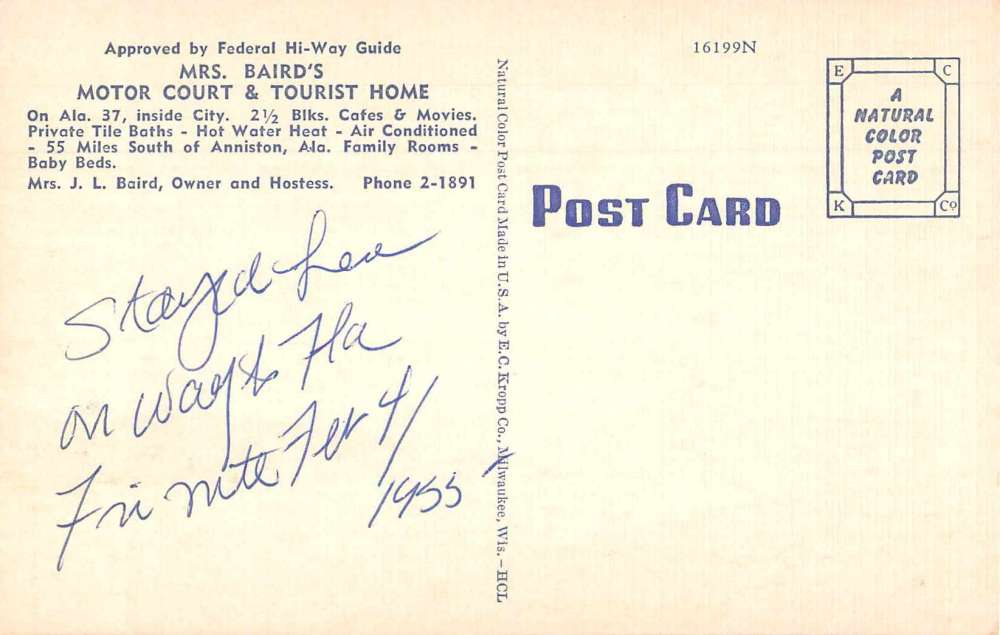 Approved by Federal Hi-Way Guide
MRS. BAIRD'S
MOTOR COURT & TOURIST HOME
On Ala. 37, inside City. 2½ Blks. Cafes & Movies.
Private Tile Baths - Hot Water Heat - Air Conditioned
- 55 Miles South of Anniston, Ala. Family Rooms -
Baby Beds.
Mrs. J. L. Baird, Owner and Hostess. Phone 2-1891
Stayed here
on way to Fla
Fri nite Feb 4/
1955
Natural Color Post Card Made in U.S.A. by E.C. Kropp Co., Milwaukee, Wis. -HCL
16199N
POST CARD
E C
A
NATURAL
COLOR
POST
CARD
K Co